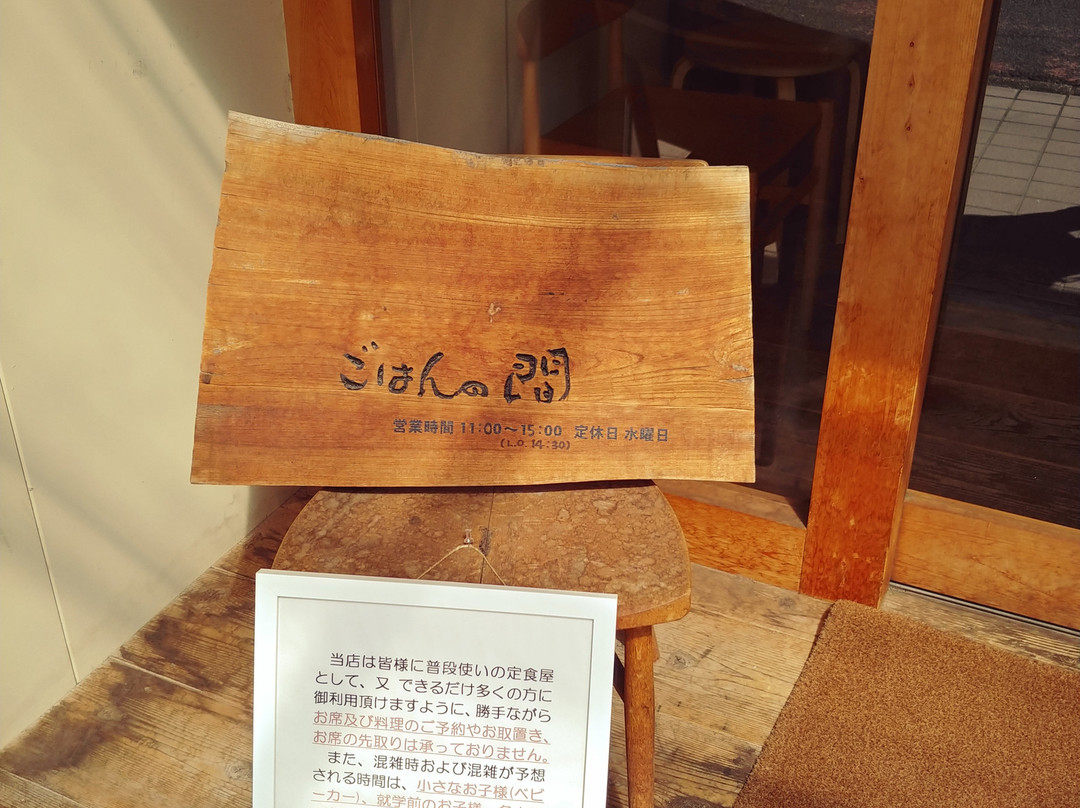 ごはんの間
営業時間 11:00～15:00 定休日 水曜日
(L.O. 14:30)
当店は皆様に普段使いの定食屋
として、又 できるだけ多くの方に
御利用頂けますように、勝手ながら
お席及び料理のご予約やお取置き、
お席の先取りは承っておりません。
また、混雑時および混雑が予想
される時間は、小さなお子様(ベビ
ーカー)、就学前のお子様、